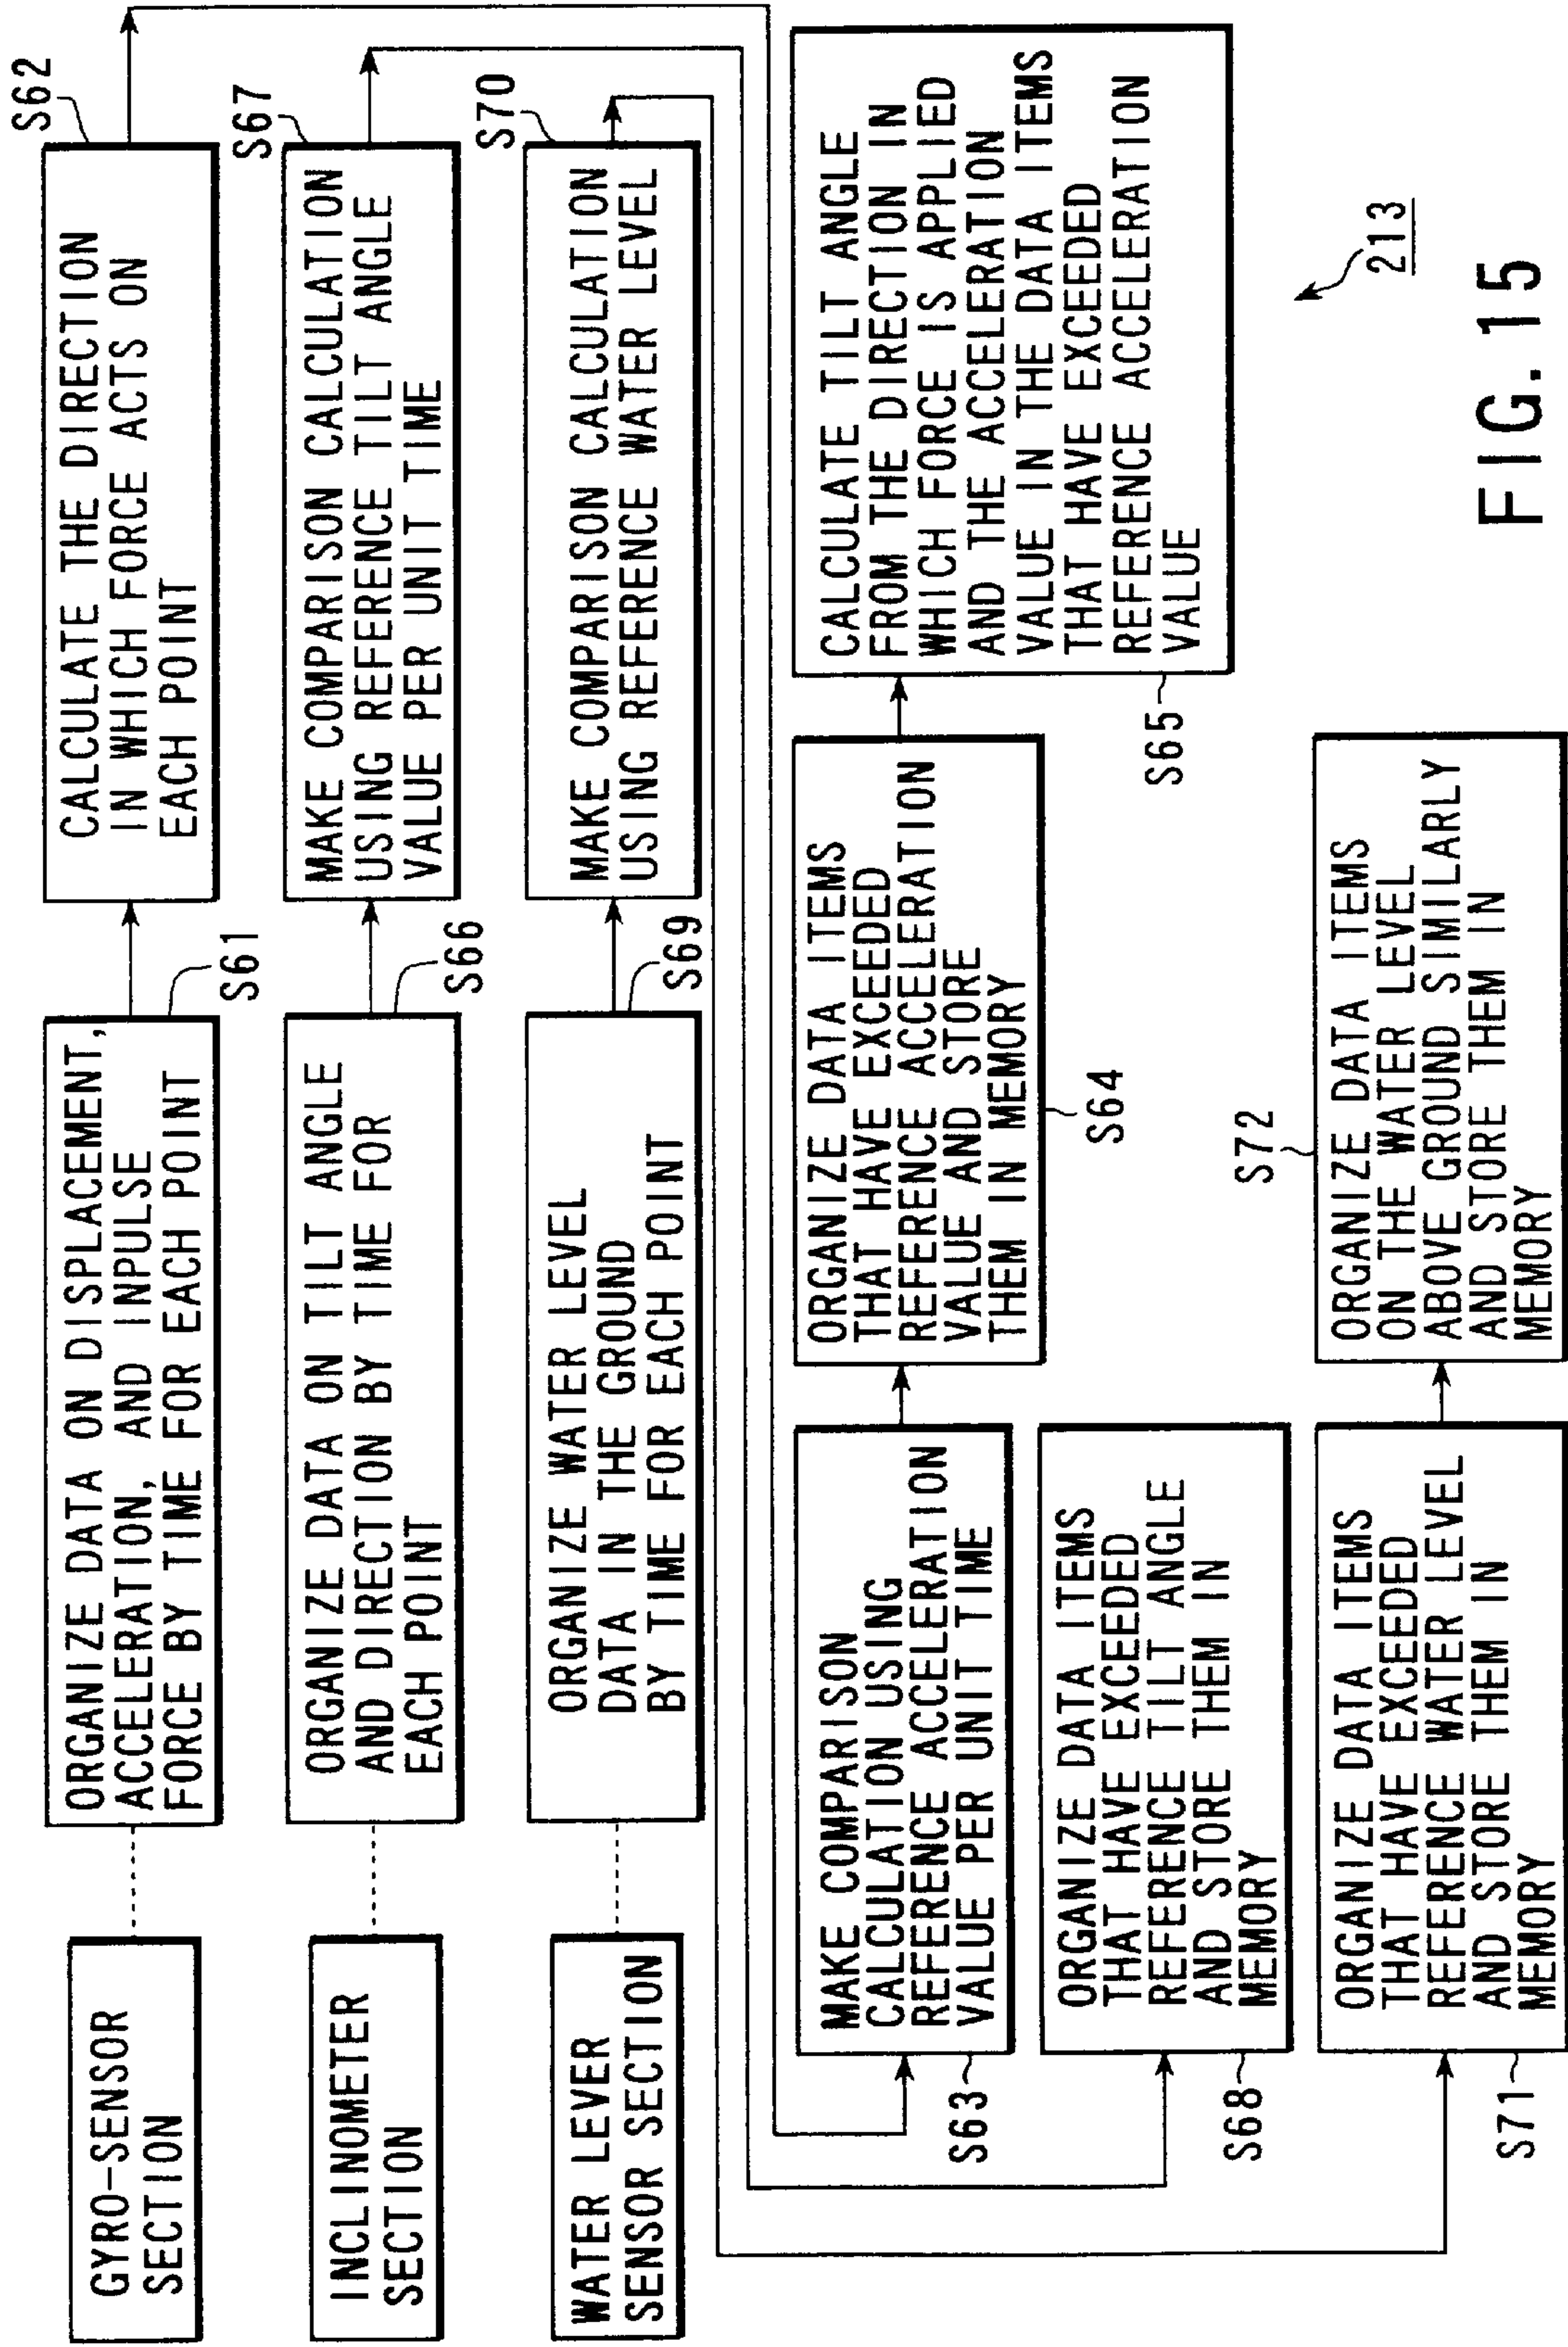 GYRO-SENSOR
SECTION
ORGANIZE DATA ON DISPLACEMENT,
ACCELERATION, AND INPULSE
FORCE BY TIME FOR EACH POINT
S61
CALCULATE THE DIRECTION
IN WHICH FORCE ACTS ON
EACH POINT
S62
INCLINOMETER
SECTION
ORGANIZE DATA ON TILT ANGLE
AND DIRECTION BY TIME FOR
EACH POINT
S66
MAKE COMPARISON CALCULATION
USING REFERENCE TILT ANGLE
VALUE PER UNIT TIME
S67
WATER LEVER
SENSOR SECTION
ORGANIZE WATER LEVEL
DATA IN THE GROUND
BY TIME FOR EACH POINT
S69
MAKE COMPARISON CALCULATION
USING REFERENCE WATER LEVEL
S70
MAKE COMPARISON
CALCULATION USING
REFERENCE ACCELERATION
VALUE PER UNIT TIME
S63
ORGANIZE DATA ITEMS
THAT HAVE EXCEEDED
REFERENCE ACCELERATION
VALUE AND STORE
THEM IN MEMORY
S64
CALCULATE TILT ANGLE
FROM THE DIRECTION IN
WHICH FORCE IS APPLIED
AND THE ACCELERATION
VALUE IN THE DATA ITEMS
THAT HAVE EXCEEDED
REFERENCE ACCELERATION
VALUE
S65
ORGANIZE DATA ITEMS
THAT HAVE EXCEEDED
REFERENCE TILT ANGLE
AND STORE THEM IN
MEMORY
S68
ORGANIZE DATA ITEMS
THAT HAVE EXCEEDED
REFERENCE WATER LEVEL
AND STORE THEM IN
MEMORY
S71
ORGANIZE DATA ITEMS
ON THE WATER LEVEL
ABOVE GROUND SIMILARLY
AND STORE THEM IN
MEMORY
S72
213
FIG. 15